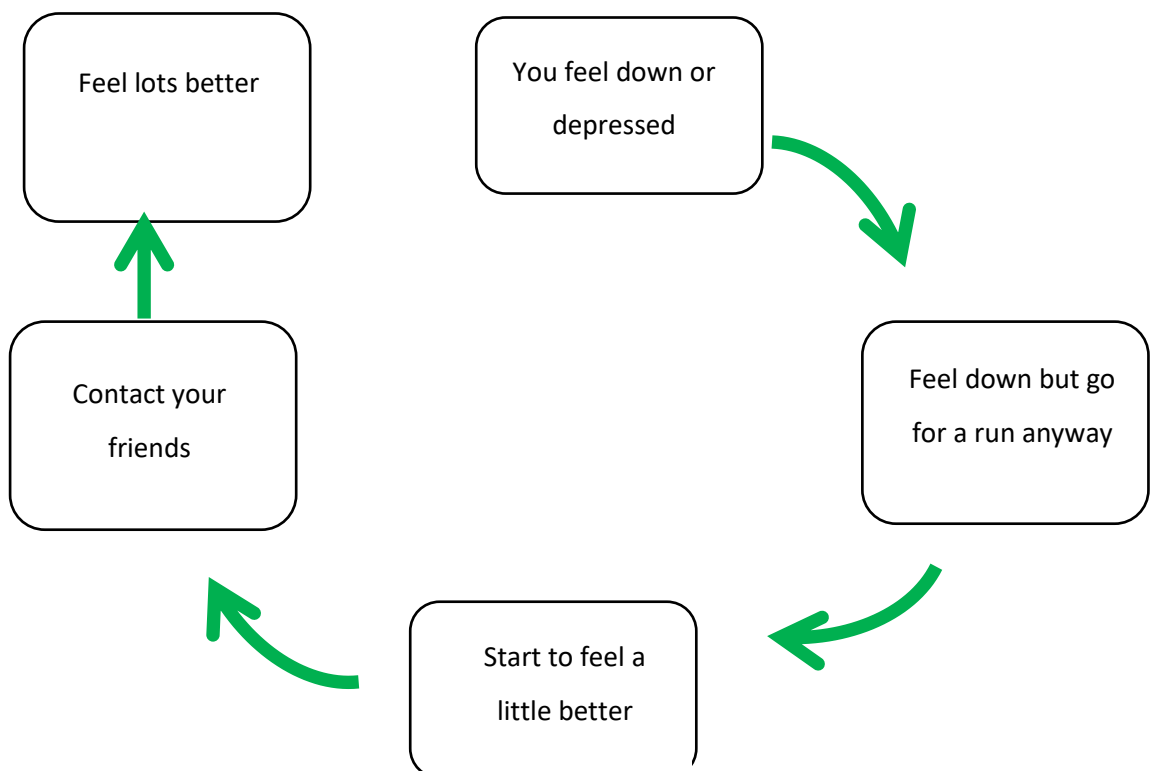 You feel down or
depressed
Feel down but go
for a run anyway
Start to feel a
little better
Contact your
friends
Feel lots better